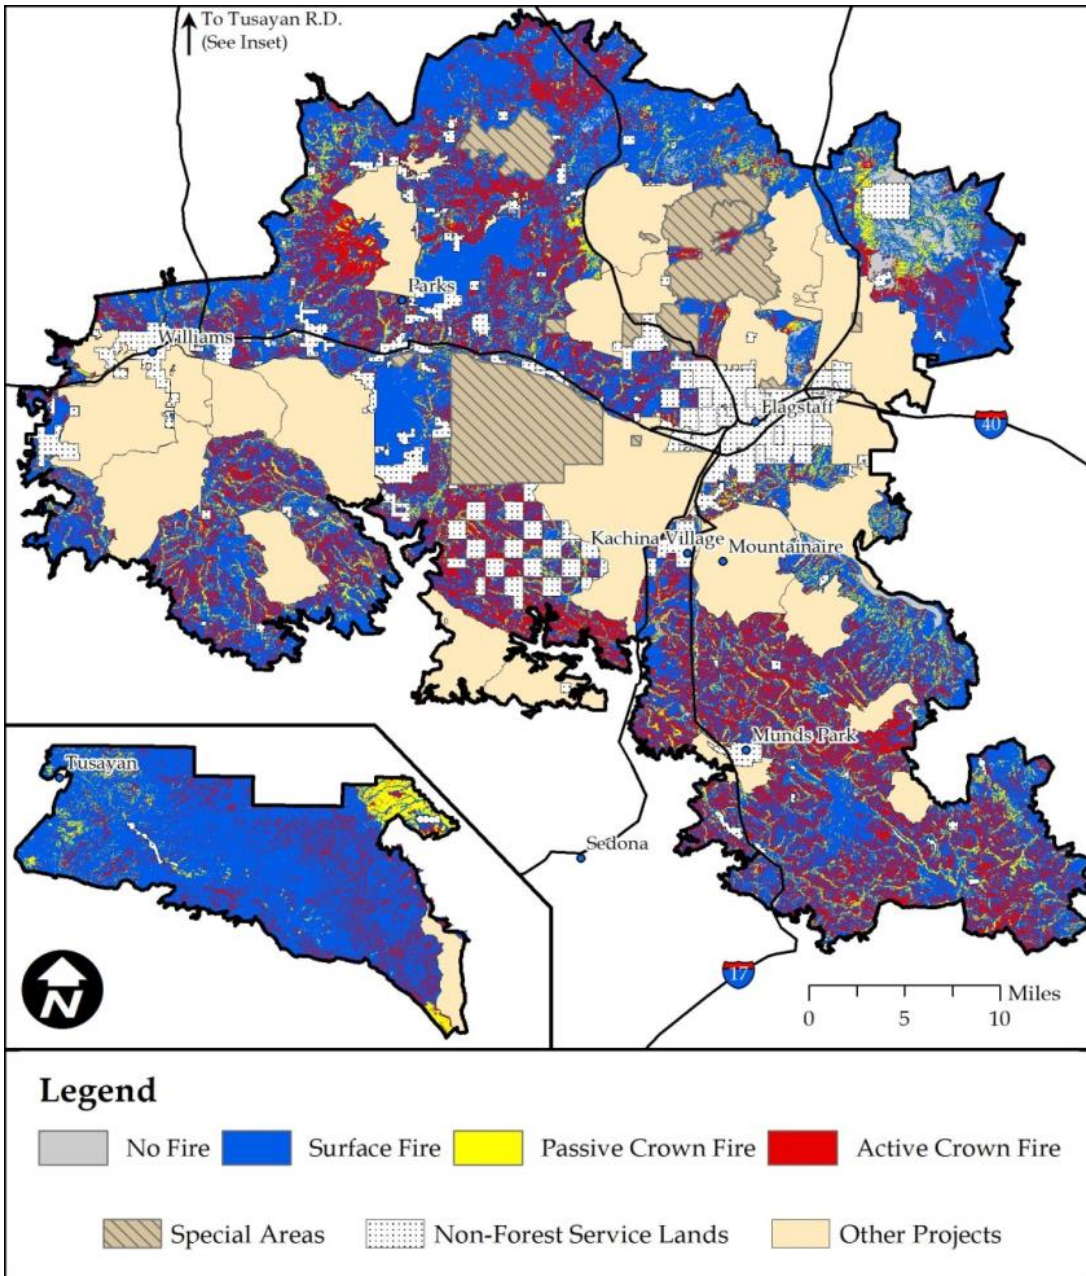 To Tusayan R.D.
(See Inset)
Parks
Williams
Flagstaff
40
Kachina Village
Mountainaire
Munds Park
Tusayan
Sedona
17
N
Miles
0 5 10
Legend
No Fire Surface Fire Passive Crown Fire Active Crown Fire
Special Areas Non-Forest Service Lands Other Projects